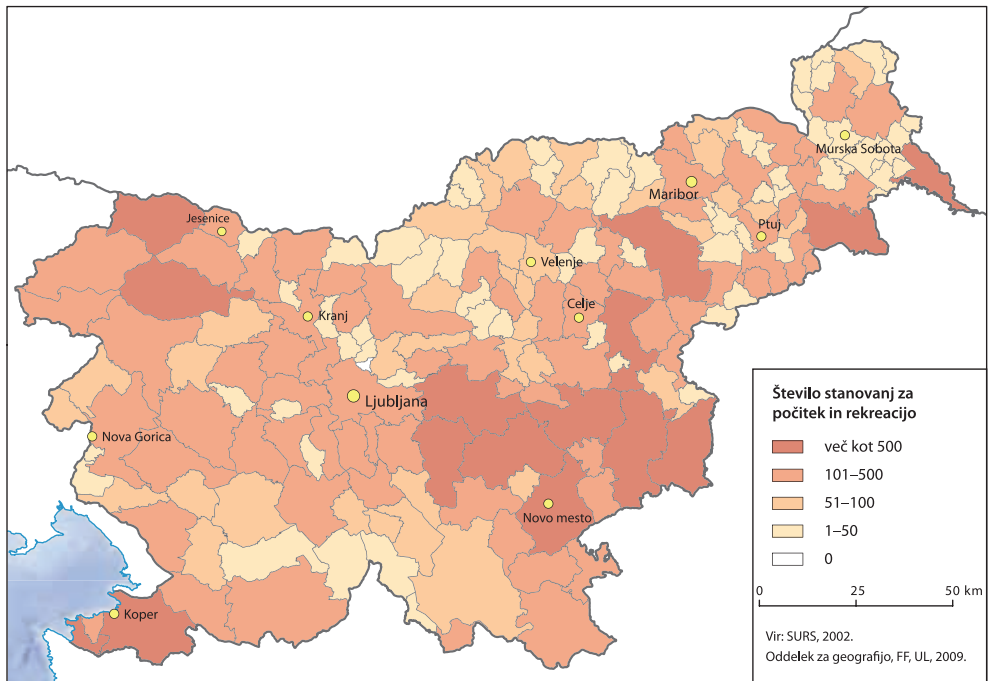 Jesenice
Murska Sobota
Maribor
Ptuj
Velenje
Celje
Kranj
Ljubljana
Nova Gorica
Novo mesto
Koper
Število stanovanj za
počitek in rekreacijo
več kot 500
101–500
51–100
1–50
0
0 25 50 km
Vir: SURS, 2002.
Oddelek za geografijo, FF, UL, 2009.